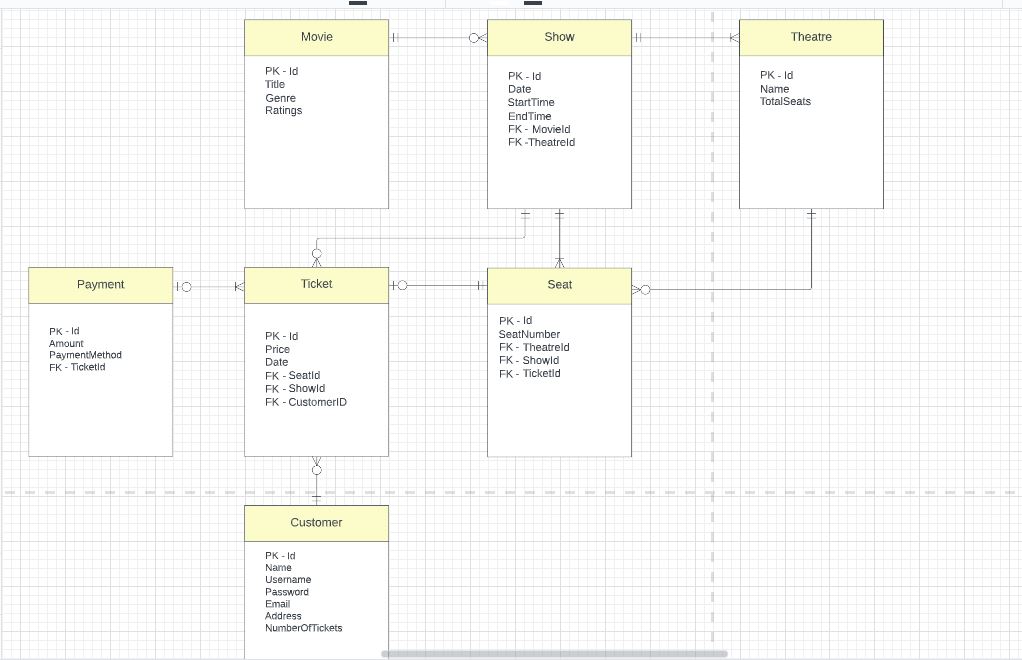 Movie
PK - Id
Title
Genre
Ratings
Show
PK - Id
Date
StartTime
EndTime
FK - MovieId
FK -TheatreId
Theatre
PK - Id
Name
TotalSeats
Payment
PK - Id
Amount
PaymentMethod
FK - TicketId
Ticket
PK - Id
Price
Date
FK - SeatId
FK - ShowId
FK - CustomerID
Seat
PK - Id
SeatNumber
FK - TheatreId
FK - ShowId
FK - TicketId
Customer
PK - Id
Name
Username
Password
Email
Address
NumberOfTickets